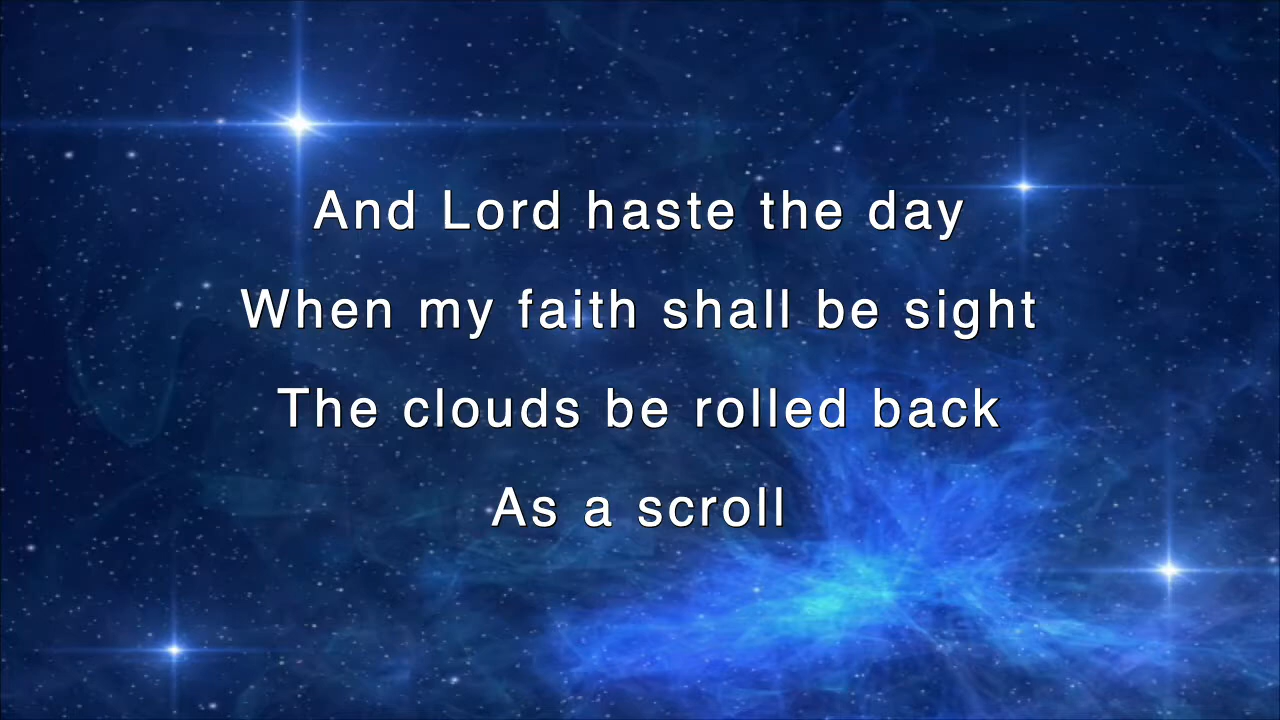 And Lord haste the day
When my faith shall be sight
The clouds be rolled back
As a scroll